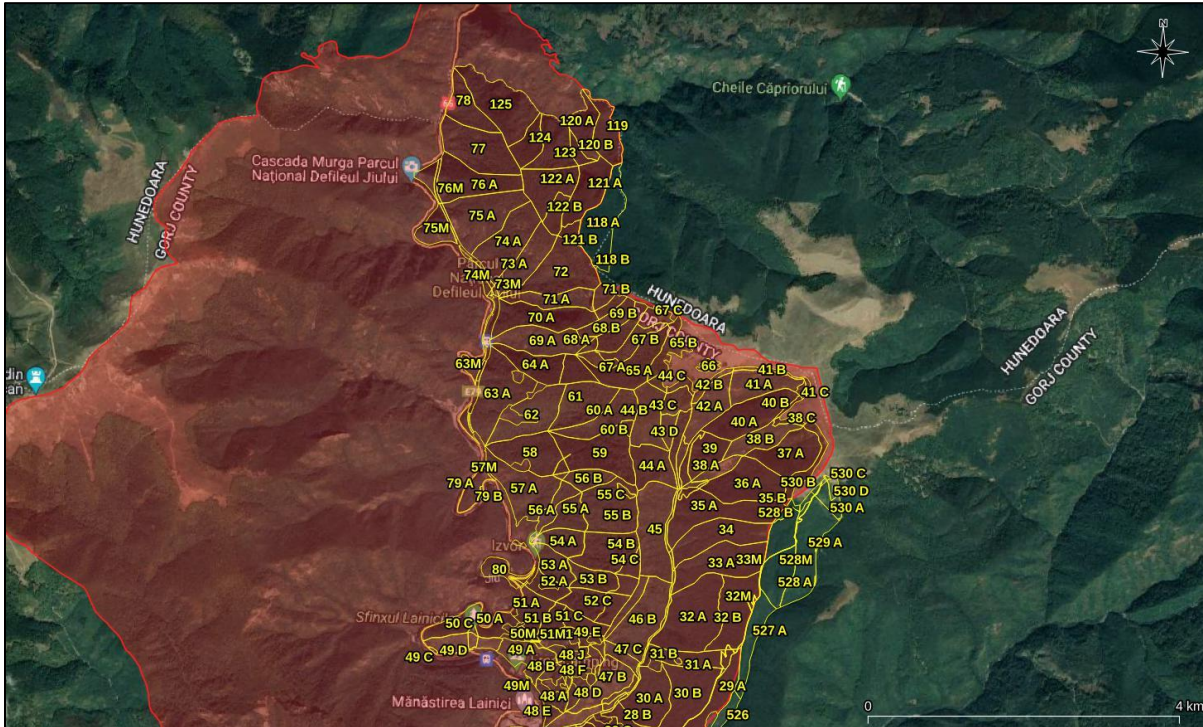 N
78
125
Cheile Căpriorului
120 A
119
124
120 B
123
77
Cascada Murga Parcul
Național Defileul Jiului
76M
76 A
122 A
121 A
HUNEDOARA
GORJ COUNTY
75 A
122 B
118 A
75M
74 A
121 B
73 A
72
118 B
74M
73M
Defileul
71 A
71 B
HUNEDOARA
GORJ COUNTY
70 A
69 B
67 C
68 B
69 A
68 A
67 B
65 B
HUNEDOARA
GORJ COUNTY
63M
64 A
67 A
65 A
44 C
66
41 B
42 B
41 A
41 C
63 A
61
60 A
44 B
43 C
42 A
40 B
62
60 B
43 D
40 A
38 C
38 B
58
59
39
37 A
57M
44 A
38 A
79 A
79 B
57 A
56 B
55 C
36 A
530 B
530 C
530 D
35 B
530 A
56 A
55 A
55 B
45
35 A
528 B
34
54 A
54 B
529 A
54 C
53 A
33 A
33M
528M
80
52 A
53 B
528 A
51 A
52 C
32M
Sfinxul Lainici
50 C
50 A
51 B
51 C
46 B
32 A
32 B
527 A
50M
51M1
49 E
49 C
49 D
49 A
48 J
47 C
31 B
48 B
48 F
31 A
47 B
49M
48 A
48 D
29 A
Mănăstirea Lainici
48 E
30 A
30 B
28 B
526
0
4 km